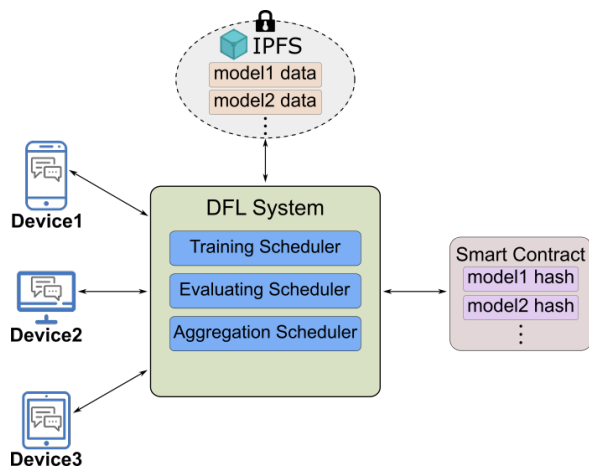 IPFS
model1 data
model2 data
Device1
Device2
Device3
DFL System
Training Scheduler
Evaluating Scheduler
Aggregation Scheduler
Smart Contract
model1 hash
model2 hash